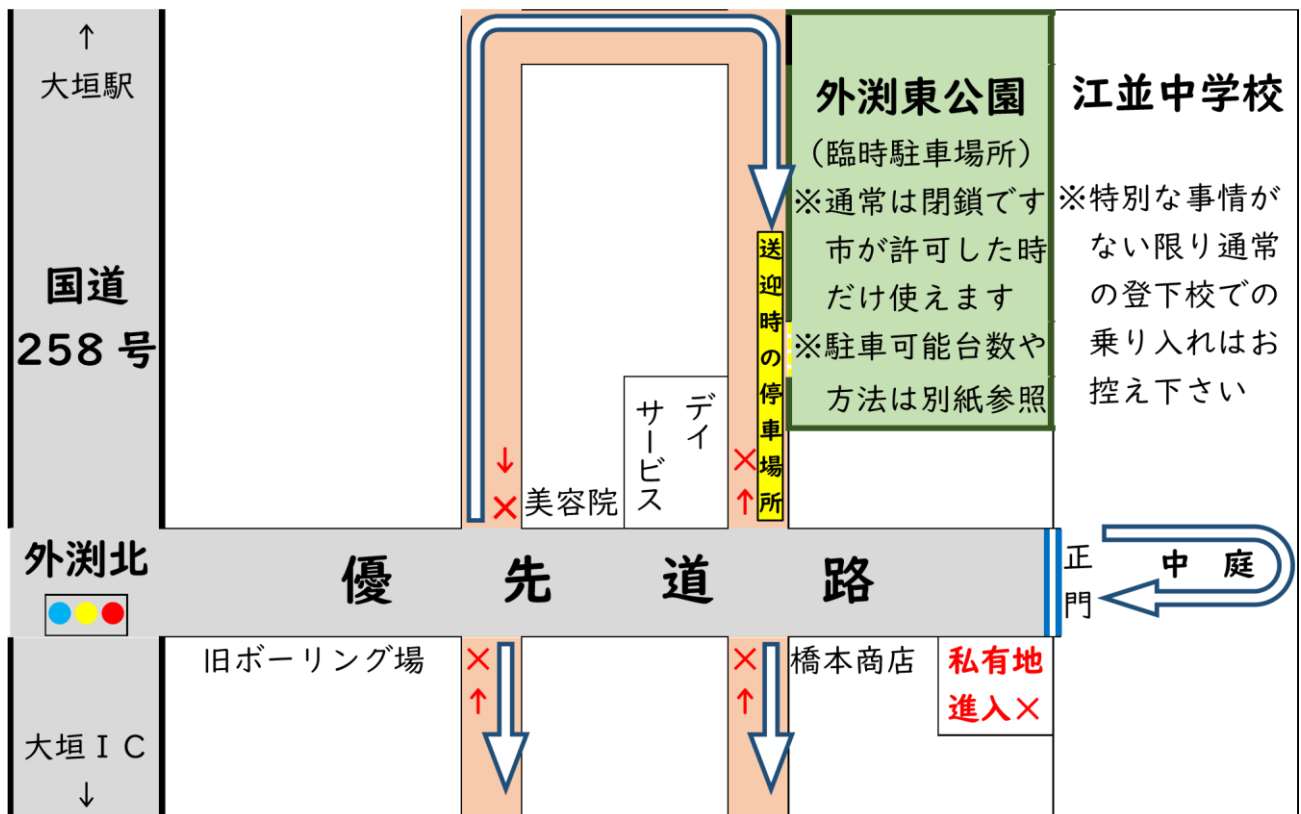 ↑
大垣駅
国道
258号
外渕北
大垣IC
↓
外渕東公園
(臨時駐車場所)
※通常は閉鎖です
市が許可した時
だけ使えます
※駐車可能台数や
方法は別紙参照
江並中学校
※特別な事情が
ない限り通常
の登下校での
乗り入れはお
控え下さい
送迎時の停車場所
デイ
サービス
↓
×
美容院
×
↑
優先道路
正門
中庭
旧ボーリング場
×
↑
×
↑
橋本商店
私有地
進入×